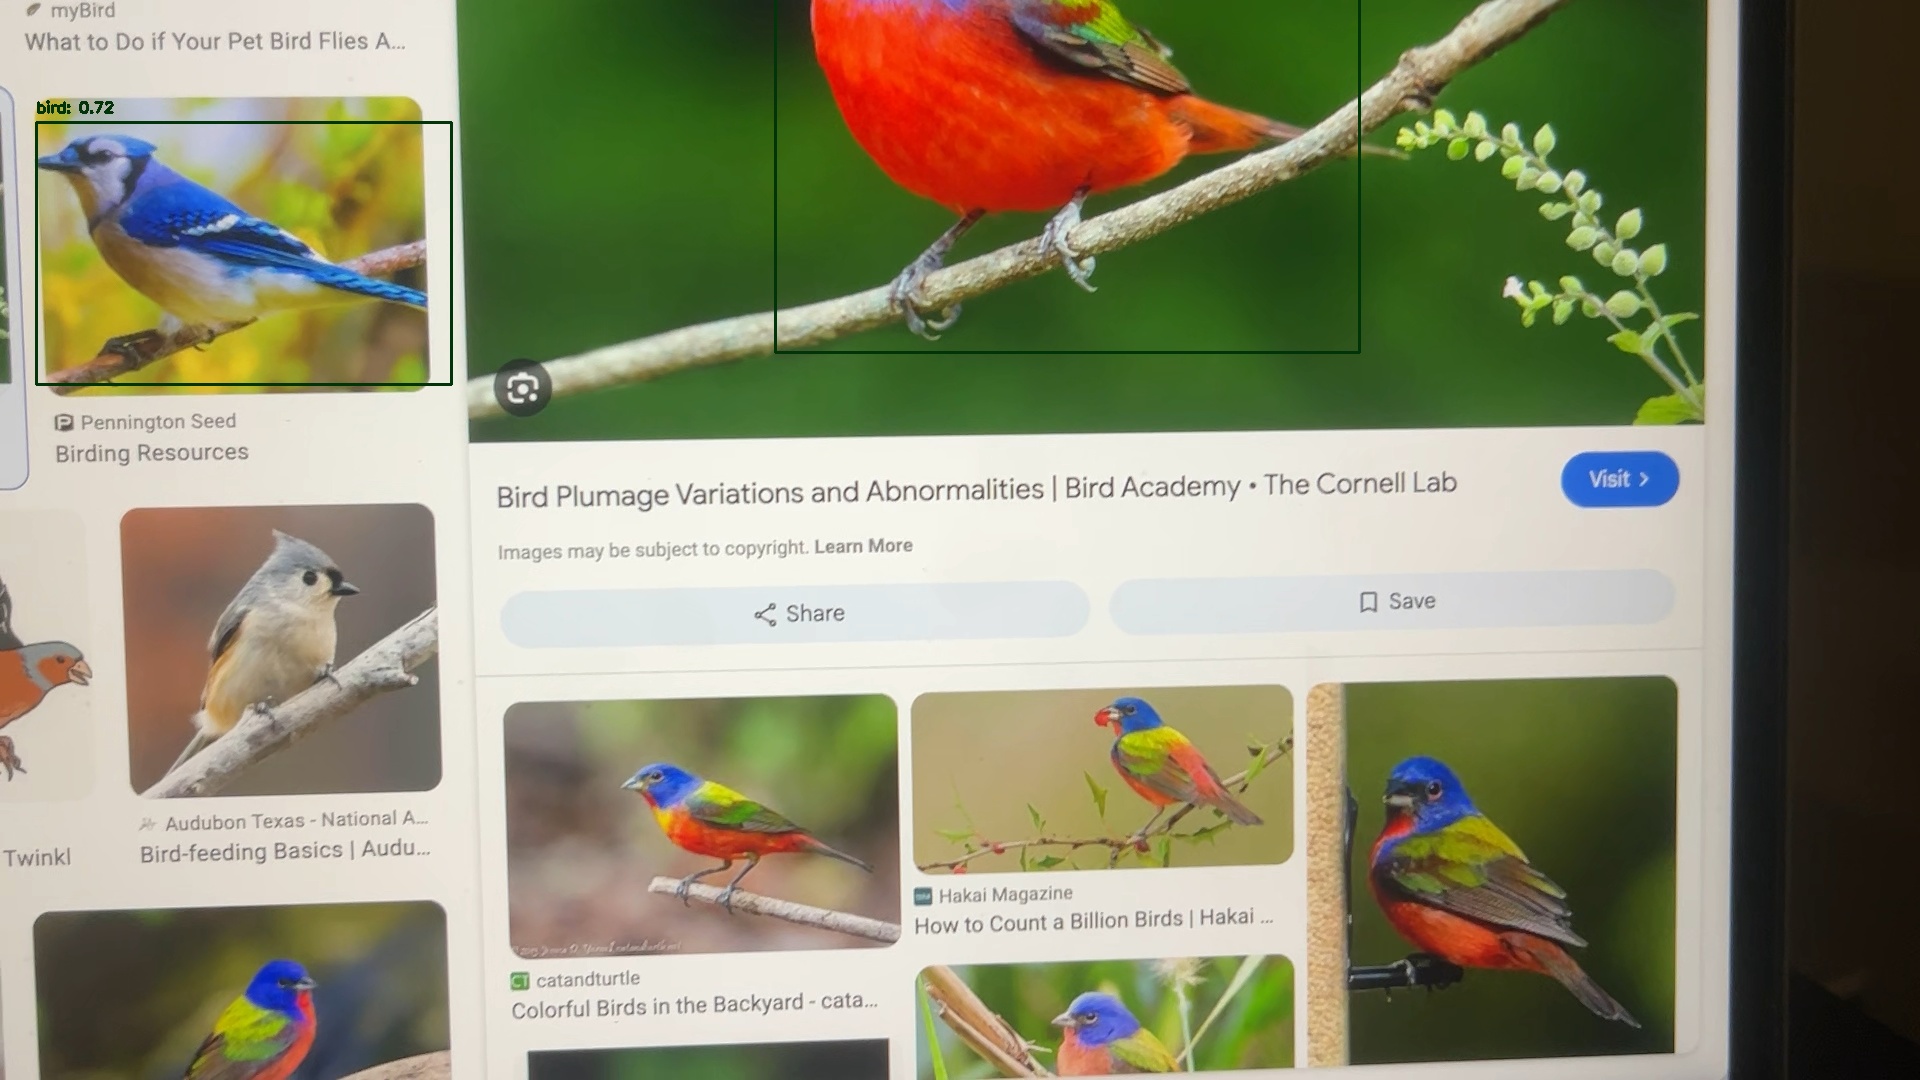 myBird
What to Do if Your Pet Bird Flies A...
bird: 0.72
Pennington Seed
Birding Resources
Bird Plumage Variations and Abnormalities | Bird Academy • The Cornell Lab
Visit >
Images may be subject to copyright. Learn More
Share
Save
Twinkl
Audubon Texas - National A...
Bird-feeding Basics | Audu...
Hakai Magazine
How to Count a Billion Birds | Hakai ...
CT catandturtle
Colorful Birds in the Backyard - cata...